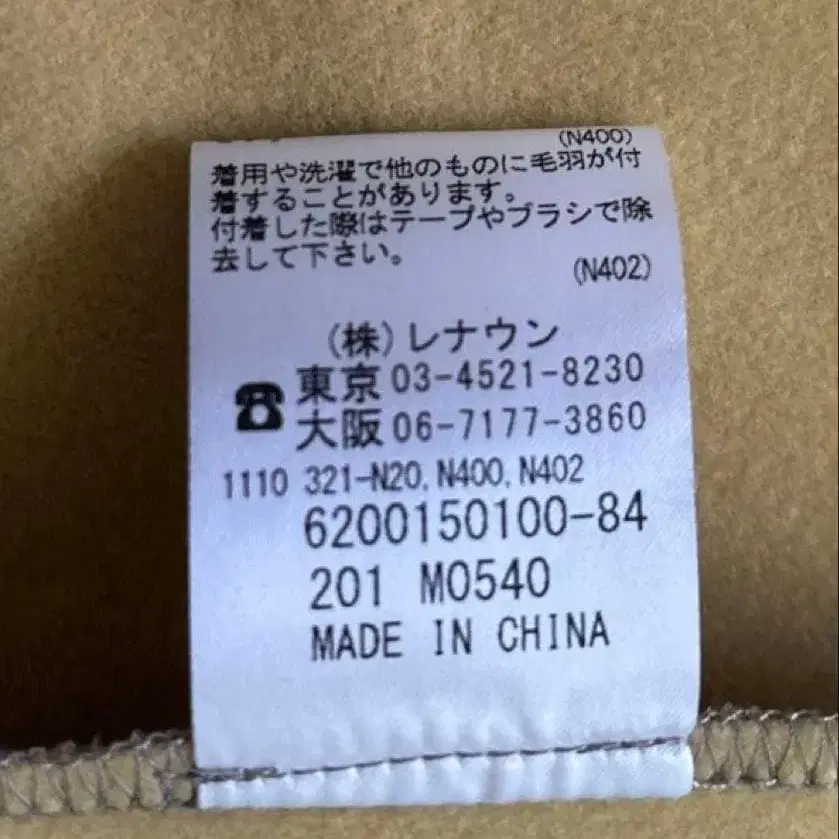 (N400)
着用や洗濯で他のものに毛羽が付
着することがあります。
付着した際はテープやブラシで除
去して下さい。
(N402)
(株)レナウン
☎東京 03-4521-8230
大阪 06-7177-3860
1110 321-N20, N400, N402
6200150100-84
201 M0540
MADE IN CHINA